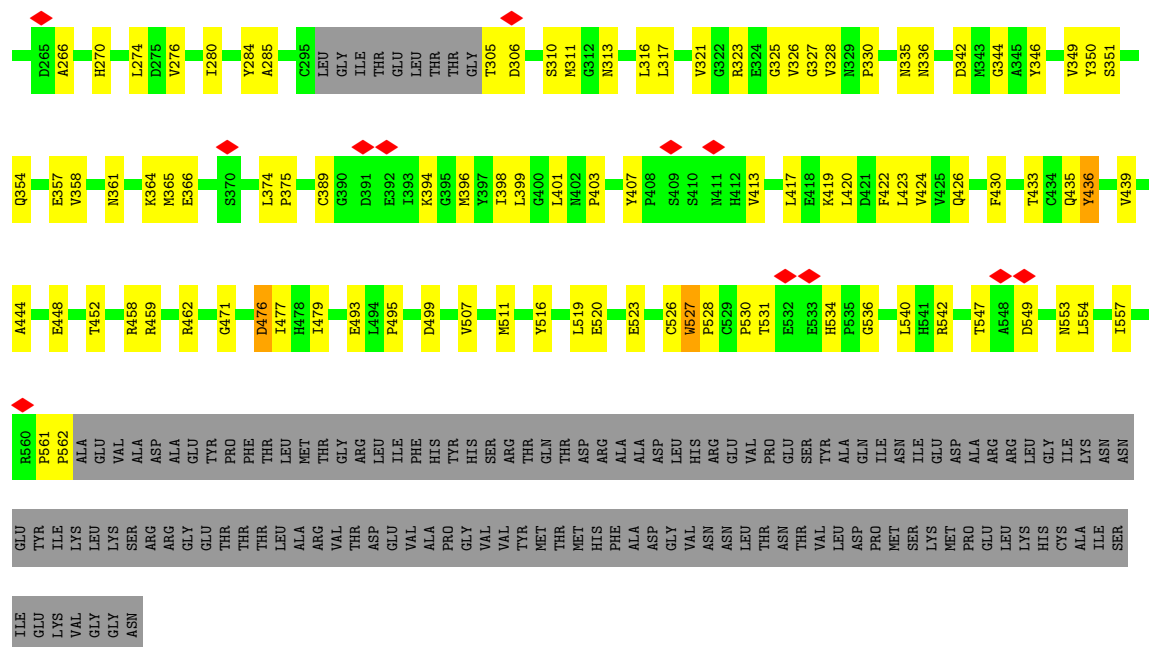 D265 A266 H270 L274 D275 V276 I280 Y284 A285 C295 LEU GLY ILE THR GLU LEU THR THR GLY T305 D306 S310 M311 G312 N313 L316 L317 V321 G322 R323 E324 G325 V326 G327 V328 N329 P330 N335 N336 D342 M343 G344 A345 Y346 V349 Y350 S351
Q354 E357 V358 N361 K364 M365 E366 S370 L374 P375 C389 G390 D391 E392 I393 K394 G395 M396 Y397 I398 L399 G400 L401 N402 P403 Y407 P408 S409 S410 N411 H412 V413 L417 E418 K419 L420 D421 F422 L423 V424 V425 Q426 F430 T433 C434 Q435 Y436 V439
A444 E448 T452 R458 R459 R462 G471 D476 I477 H478 I479 E493 L494 P495 D499 V507 M511 Y516 L519 E520 E523 C526 W527 P528 C529 P530 T531 E532 E533 H534 P535 G536 L540 H541 R542 T547 A548 D549 N553 L554 I557
R560 P561 P562 ALA GLU VAL ALA ASP ALA GLU TYR PRO PHE THR LEU MET THR GLY ARG LEU ILE PHE HIS TYR HIS SER ARG THR GLN THR ASP ARG ALA ALA ASP LEU HIS ARG GLU VAL PRO GLU SER TYR ALA GLN ILE ASN ILE GLU ASP ALA ARG ARG LEU GLY ILE LYS ASN ASN
GLU TYR ILE LYS LEU LYS SER ARG ARG GLY GLU THR THR THR LEU ALA ARG VAL THR ASP GLU VAL ALA PRO GLY VAL VAL TYR MET THR MET HIS PHE ALA ASP GLY VAL ASN ASN LEU THR ASN THR VAL LEU ASP PRO MET SER LYS MET PRO GLU LEU LYS HIS CYS ALA ILE SER
ILE GLU LYS VAL GLY GLY ASN